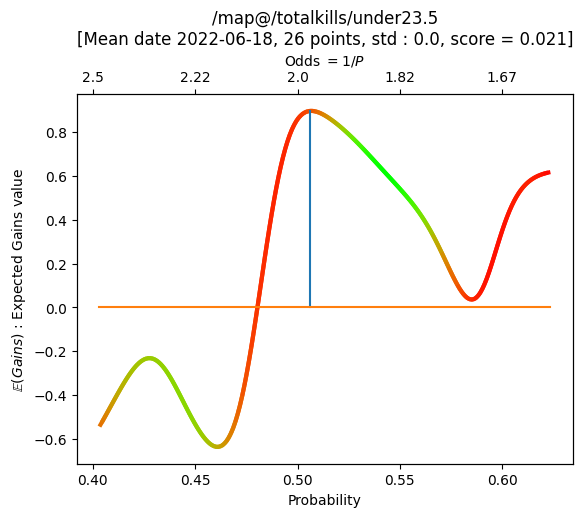 /map@/totalkills/under23.5
[Mean date 2022-06-18, 26 points, std : 0.0, score = 0.021]
Odds = 1/P
2.5 2.22 2.0 1.82 1.67
0.8
0.6
0.4
0.2
0.0
−0.2
−0.4
−0.6
𝔼(Gains) : Expected Gains value
0.40 0.45 0.50 0.55 0.60
Probability